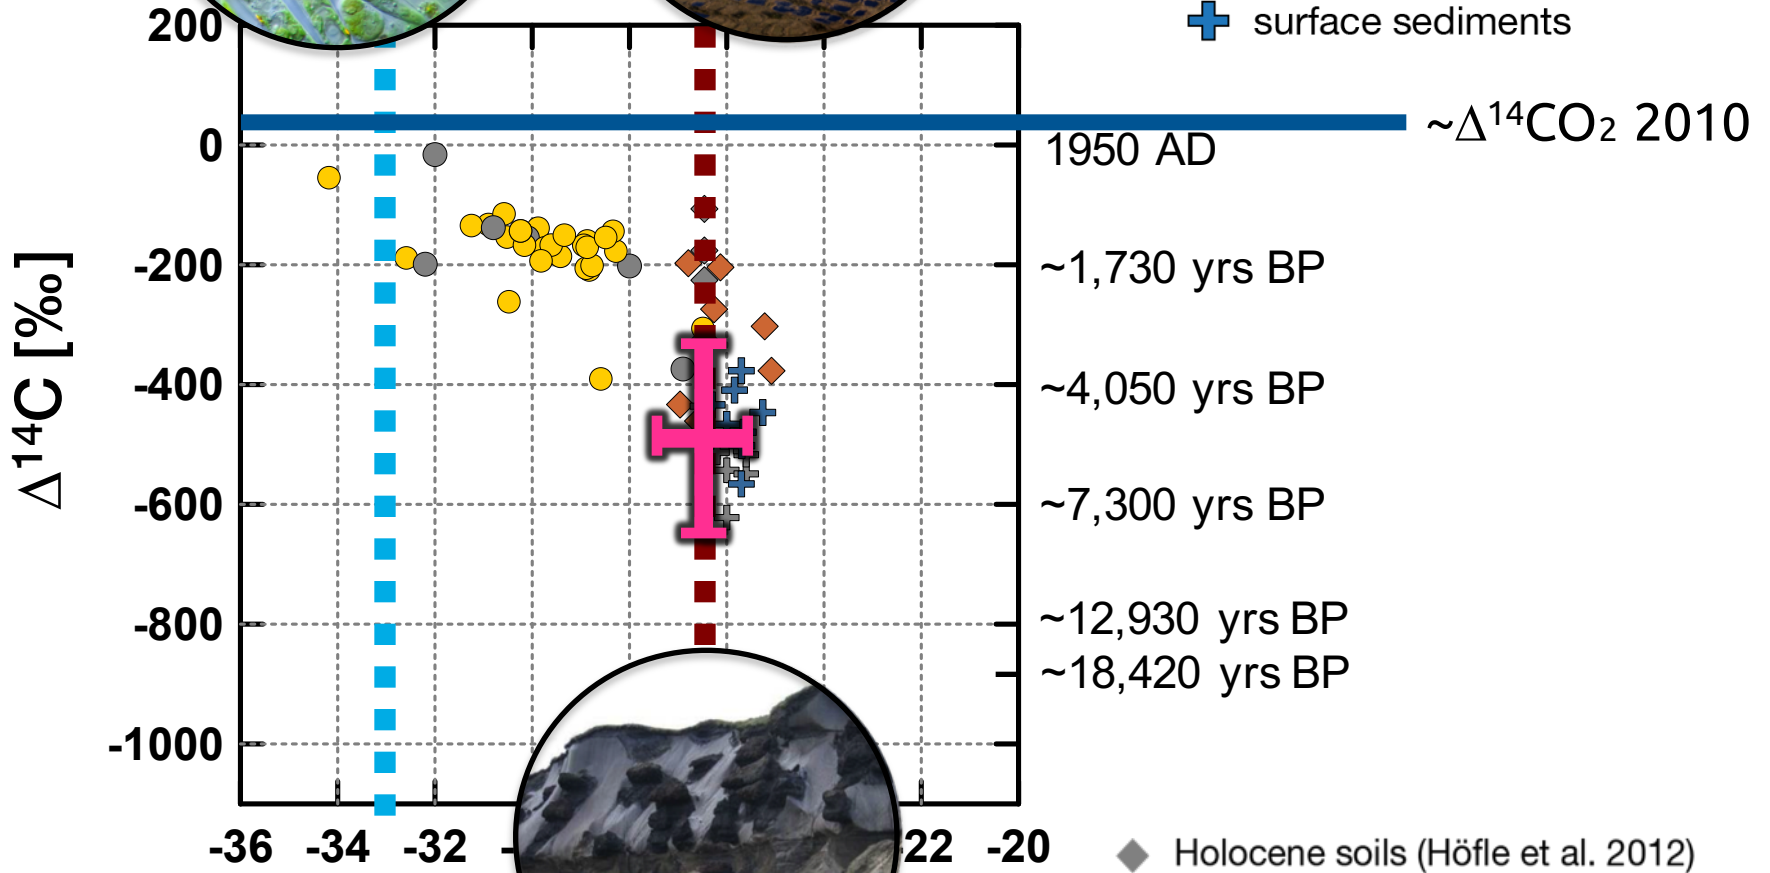 surface sediments
200
~Δ¹⁴CO₂ 2010
0
1950 AD
-200
~1,730 yrs BP
Δ¹⁴C [‰]
-400
~4,050 yrs BP
-600
~7,300 yrs BP
-800
~12,930 yrs BP
~18,420 yrs BP
-1000
-36 -34 -32 -22 -20
Holocene soils (Höfle et al. 2012)